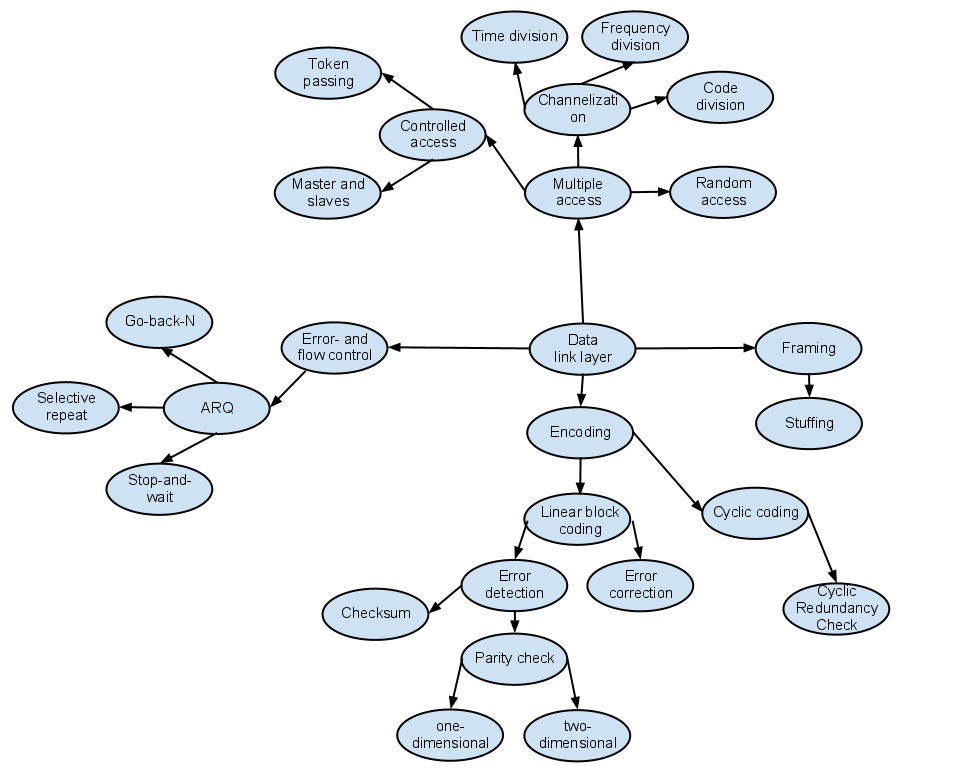 Time division
Frequency
division
Token
passing
Channelizati
on
Code
division
Controlled
access
Master and
slaves
Multiple
access
Random
access
Go-back-N
Error- and
flow control
Data
link layer
Framing
Selective
repeat
ARQ
Stuffing
Encoding
Stop-and-
wait
Linear block
coding
Cyclic coding
Error
detection
Error
correction
Checksum
Cyclic
Redundancy
Check
Parity check
one-
dimensional
two-
dimensional